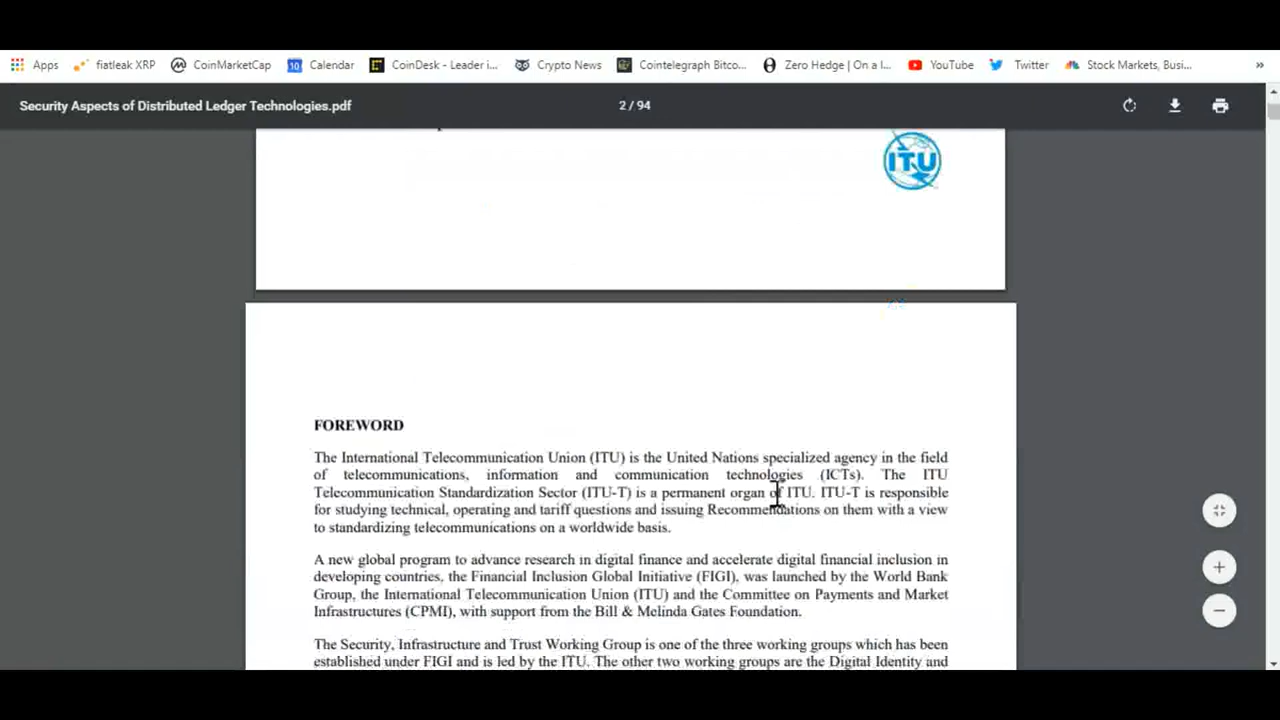 Apps fiatleak XRP CoinMarketCap Calendar CoinDesk - Leader i... Crypto News Cointelegraph Bitco... Zero Hedge | On a l... YouTube Twitter Stock Markets, Busi... »
Security Aspects of Distributed Ledger Technologies.pdf 2 / 94
ITU
FOREWORD
The International Telecommunication Union (ITU) is the United Nations specialized agency in the field
of telecommunications, information and communication technologies (ICTs). The ITU
Telecommunication Standardization Sector (ITU-T) is a permanent organ of ITU. ITU-T is responsible
for studying technical, operating and tariff questions and issuing Recommendations on them with a view
to standardizing telecommunications on a worldwide basis.
A new global program to advance research in digital finance and accelerate digital financial inclusion in
developing countries, the Financial Inclusion Global Initiative (FIGI), was launched by the World Bank
Group, the International Telecommunication Union (ITU) and the Committee on Payments and Market
Infrastructures (CPMI), with support from the Bill & Melinda Gates Foundation.
The Security, Infrastructure and Trust Working Group is one of the three working groups which has been
established under FIGI and is led by the ITU. The other two working groups are the Digital Identity and